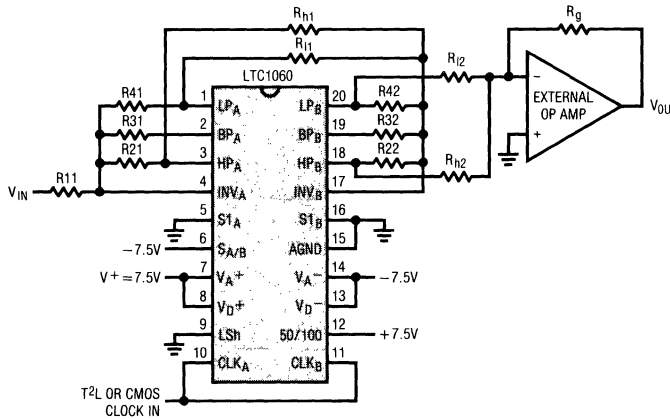 Rh1
Rl1
Rg
LTC1060
Rl2
R41
1
LPA
LPB
20
R42
−
EXTERNAL
OP AMP
VOU
R31
2
BPA
BPB
19
R32
+
R21
3
HPA
HPB
18
R22
VIN
R11
4
INVA
INVB
17
Rh2
5
S1A
S1B
16
−7.5V
6
SA/B
AGND
15
V+=7.5V
7
VA+
VA−
14
−7.5V
8
VD+
VD−
13
9
LSh
50/100
12
+7.5V
10
CLKA
CLKB
11
T2L OR CMOS
CLOCK IN